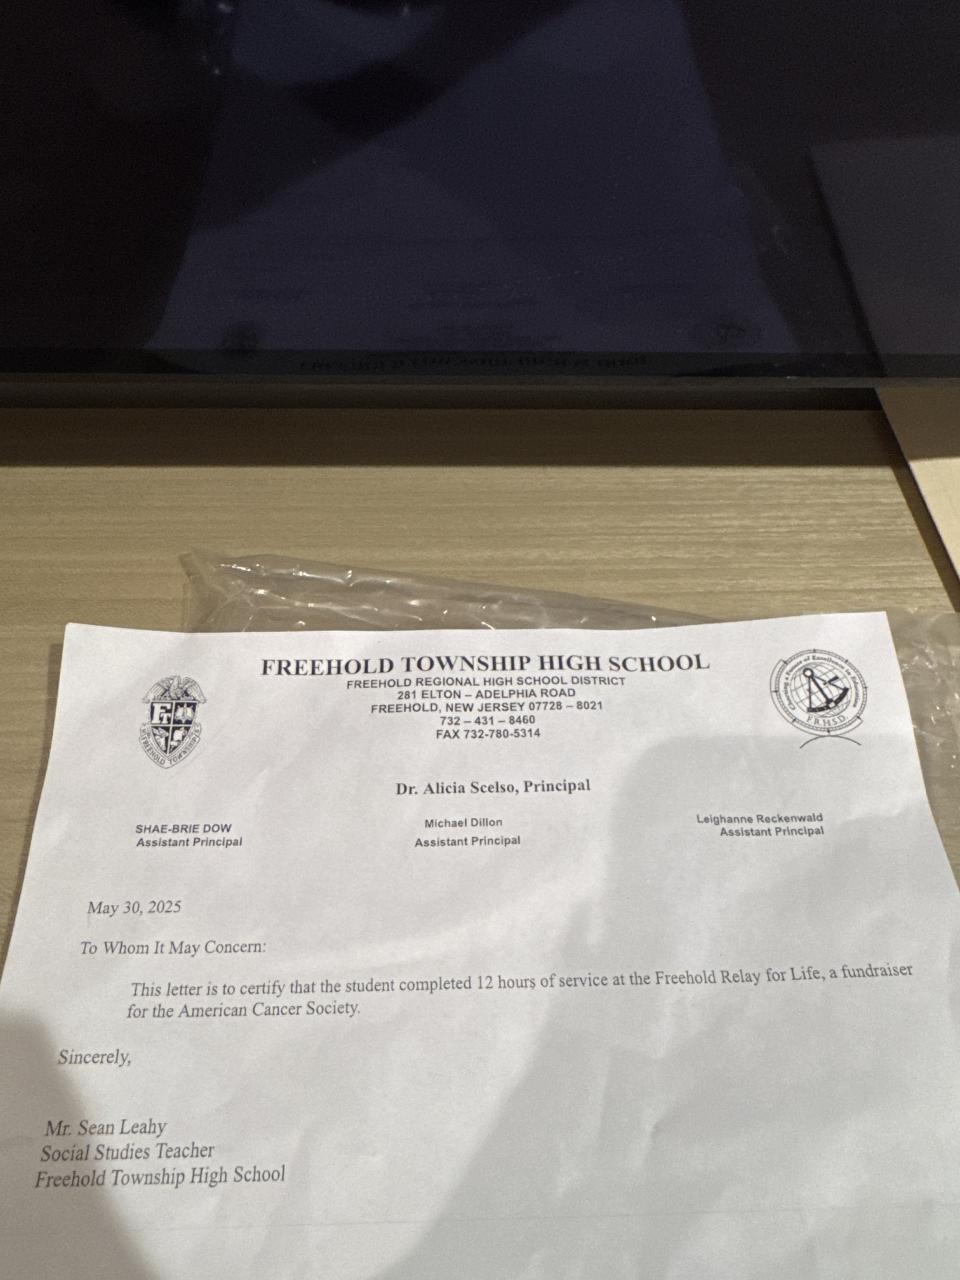 FREEHOLD TOWNSHIP HIGH SCHOOL
FREEHOLD REGIONAL HIGH SCHOOL DISTRICT
281 ELTON – ADELPHIA ROAD
FREEHOLD, NEW JERSEY 07728 – 8021
732 – 431 – 8460
FAX 732-780-5314
FT
FREEHOLD TOWNSHIP
F.R.H.S.D.
Dr. Alicia Scelso, Principal
SHAE-BRIE DOW
Assistant Principal
Michael Dillon
Assistant Principal
Leighanne Reckenwald
Assistant Principal
May 30, 2025
To Whom It May Concern:
This letter is to certify that the student completed 12 hours of service at the Freehold Relay for Life, a fundraiser
for the American Cancer Society.
Sincerely,
Mr. Sean Leahy
Social Studies Teacher
Freehold Township High School